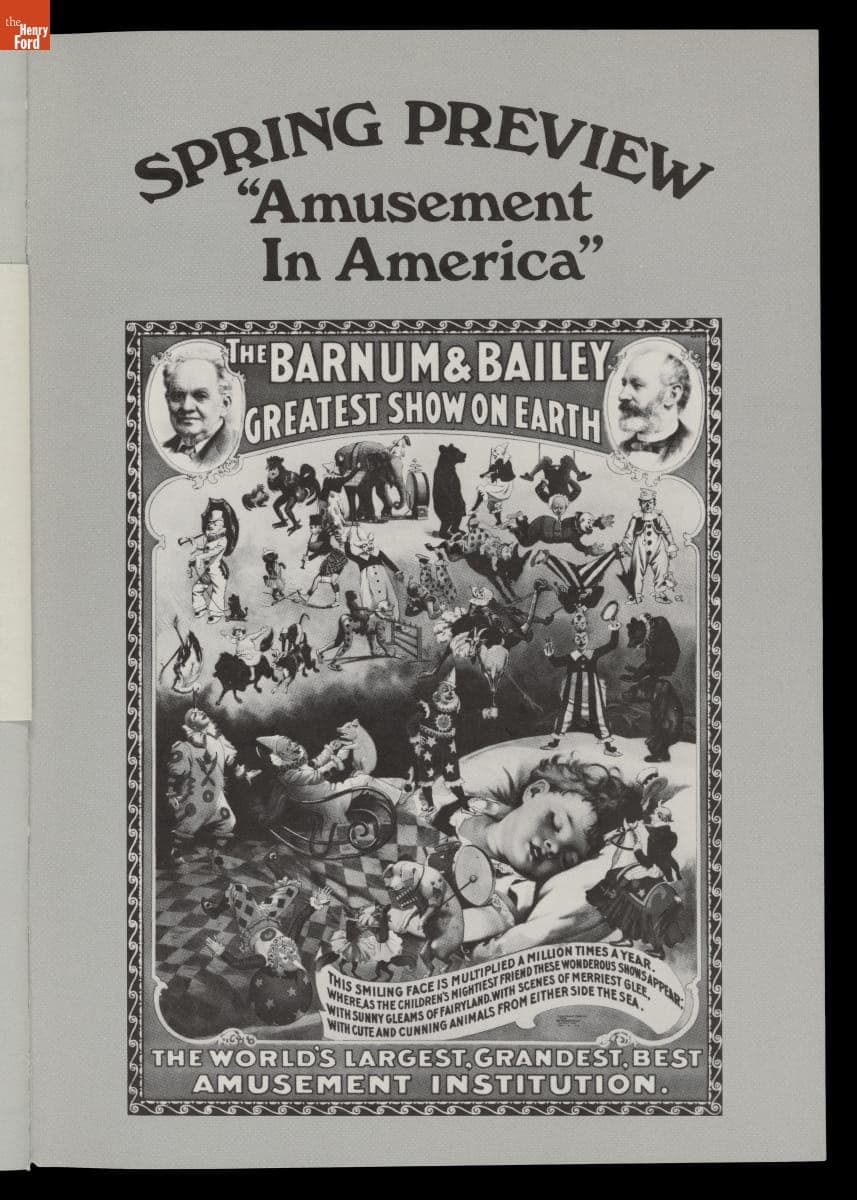 the
Henry
Ford
SPRING PREVIEW
“Amusement
In America”
THE BARNUM & BAILEY
GREATEST SHOW ON EARTH
THIS SMILING FACE IS MULTIPLIED A MILLION TIMES A YEAR.
WHERE, AS THE CHILDREN'S MIGHTIEST FRIEND THESE WONDEROUS SHOWS APPEAR;
WITH SUNNY GLEAMS OF FAIRYLAND, WITH SCENES OF MERRIEST GLEE,
WITH CUTE AND CUNNING ANIMALS FROM EITHER SIDE THE SEA.
THE WORLD'S LARGEST, GRANDEST, BEST
AMUSEMENT INSTITUTION.